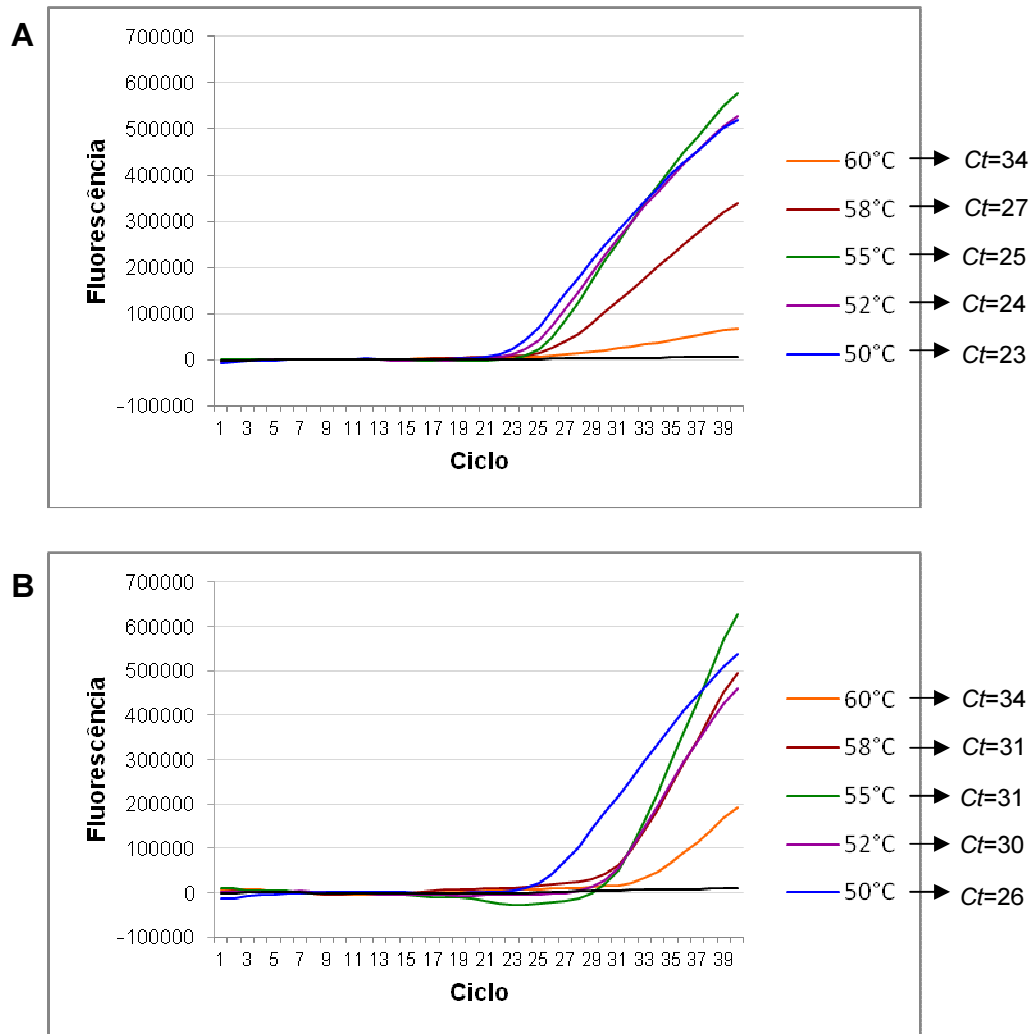 A
700000
600000
500000
400000
300000
200000
100000
0
-100000
Fluorescência
1 3 5 7 9 11 13 15 17 19 21 23 25 27 29 31 33 35 37 39
Ciclo
60°C Ct=34
58°C Ct=27
55°C Ct=25
52°C Ct=24
50°C Ct=23
B
700000
600000
500000
400000
300000
200000
100000
0
-100000
Fluorescência
1 3 5 7 9 11 13 15 17 19 21 23 25 27 29 31 33 35 37 39
Ciclo
60°C Ct=34
58°C Ct=31
55°C Ct=31
52°C Ct=30
50°C Ct=26